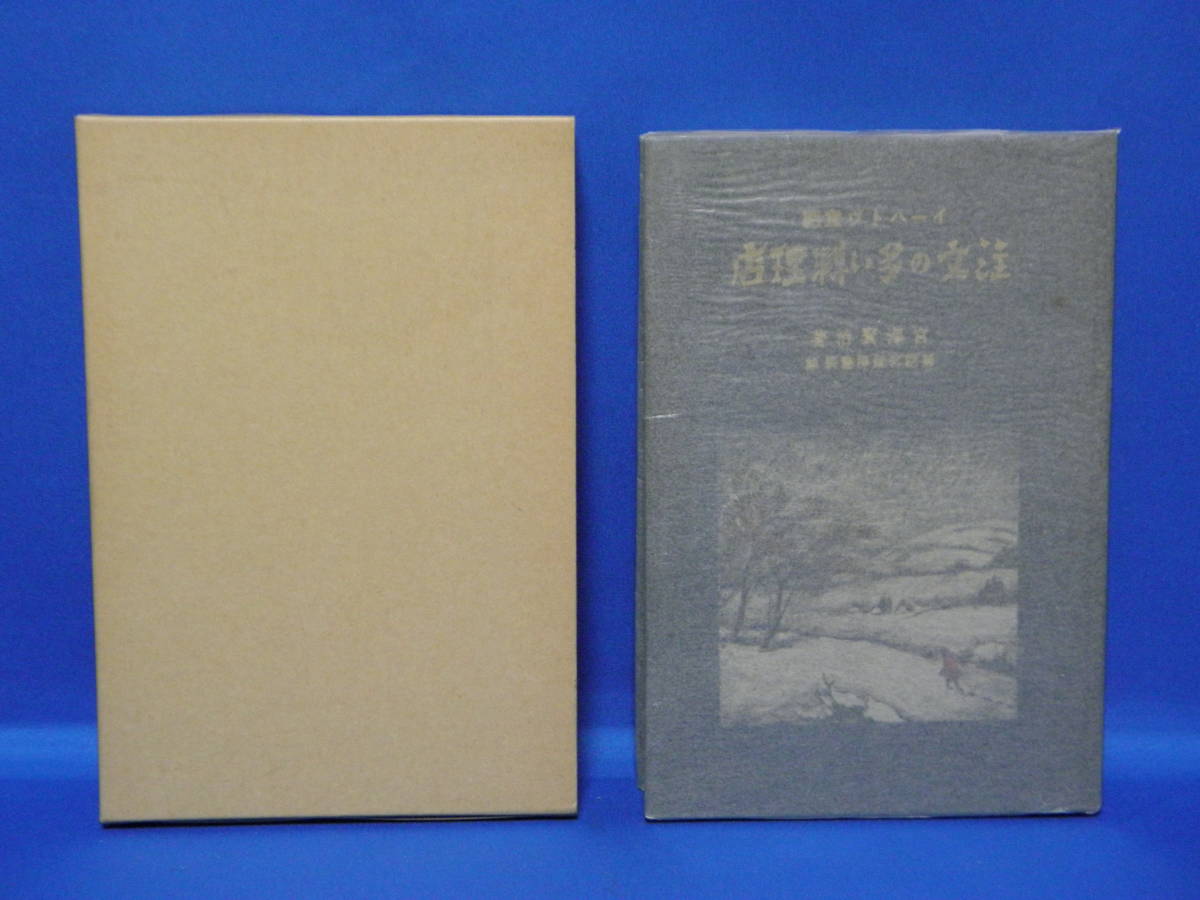 イーハトヴ童話
注文の多い料理店
宮澤賢治著